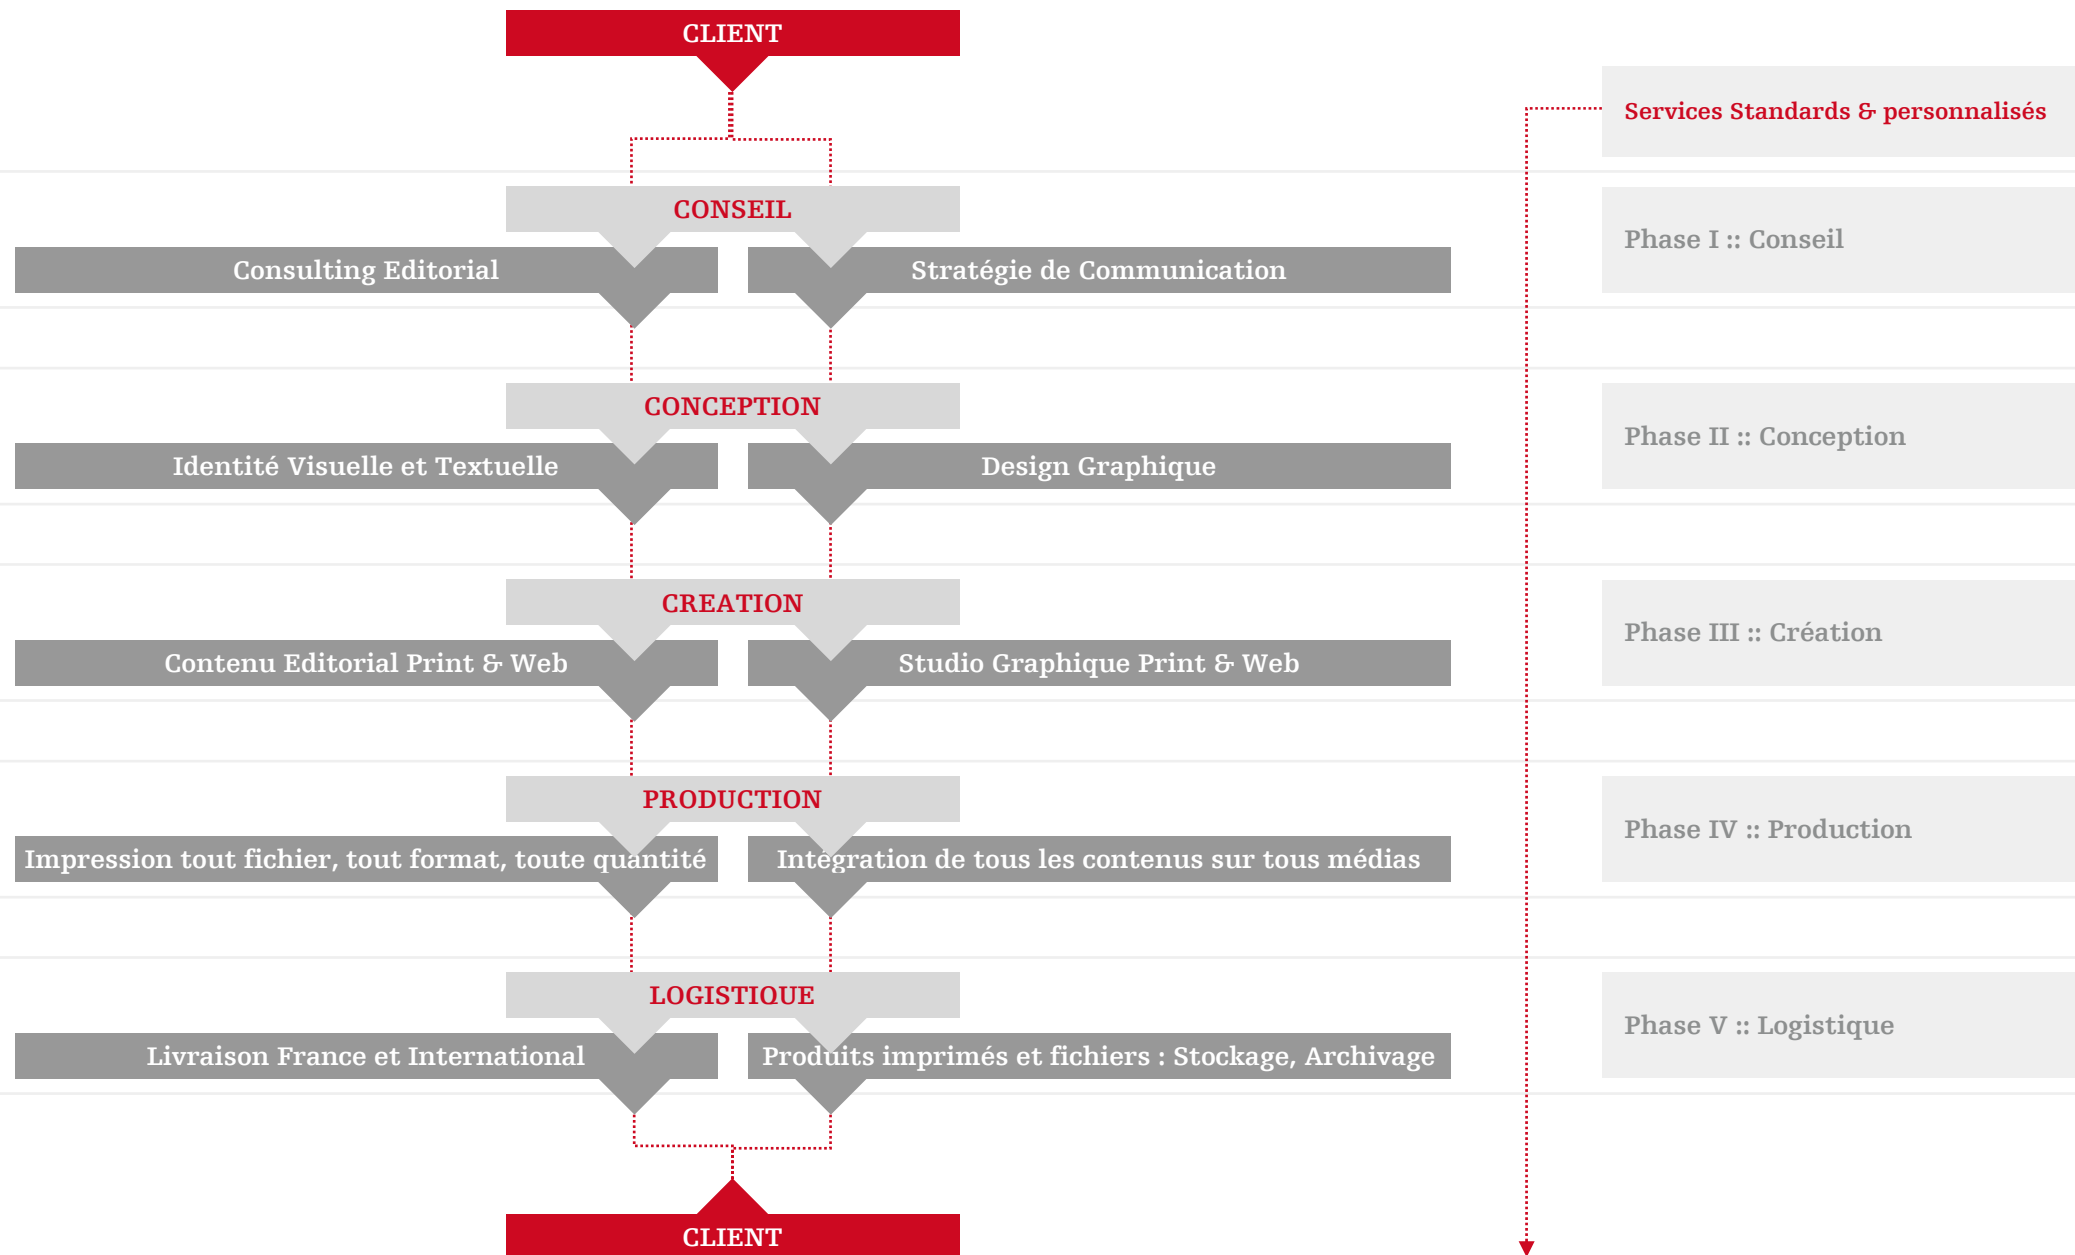 CLIENT
Services Standards & personnalisés
CONSEIL
Phase I :: Conseil
Consulting Editorial
Stratégie de Communication
CONCEPTION
Phase II :: Conception
Identité Visuelle et Textuelle
Design Graphique
CREATION
Phase III :: Création
Contenu Editorial Print & Web
Studio Graphique Print & Web
PRODUCTION
Phase IV :: Production
Impression tout fichier, tout format, toute quantité
Intégration de tous les contenus sur tous médias
LOGISTIQUE
Phase V :: Logistique
Livraison France et International
Produits imprimés et fichiers : Stockage, Archivage
CLIENT